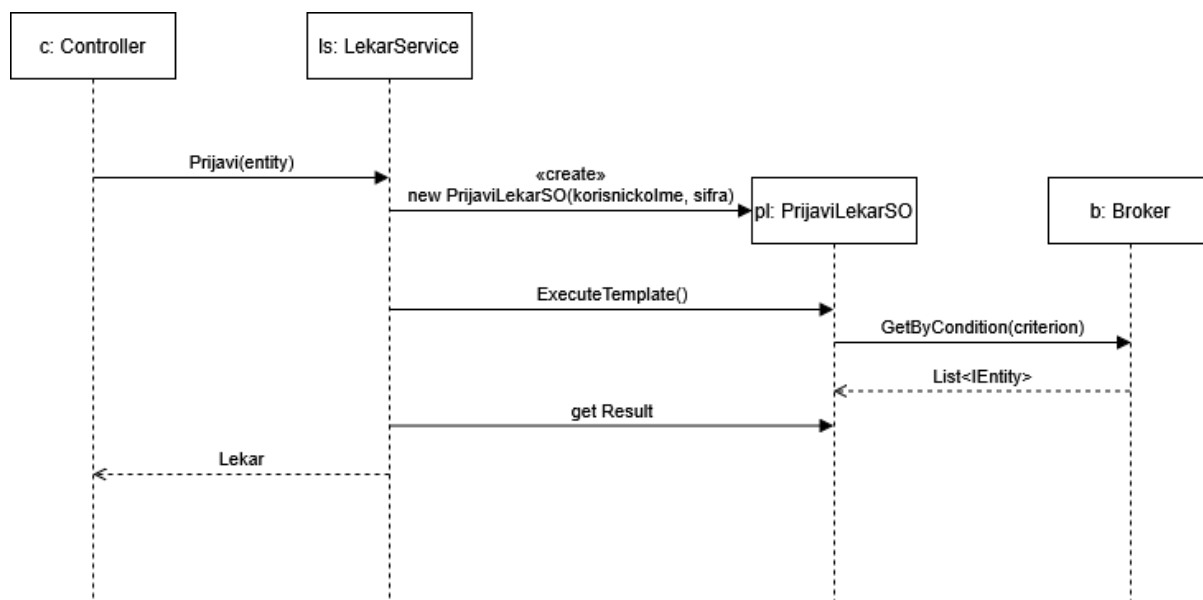 c: Controller
ls: LekarService
Prijavi(entity)
«create»
new PrijaviLekarSO(korisnickoIme, sifra)
pl: PrijaviLekarSO
b: Broker
ExecuteTemplate()
GetByCondition(criterion)
List<IEntity>
get Result
Lekar